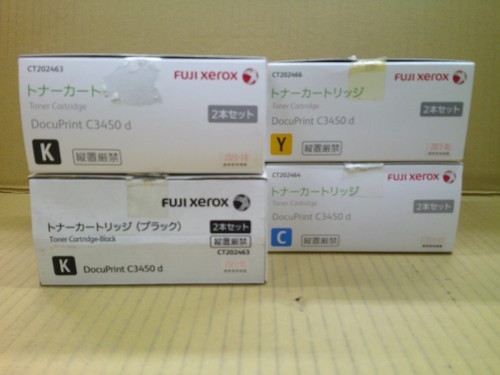 CT202463
FUJI xerox
トナーカートリッジ
Toner Cartridge
2本セット
DocuPrint C3450 d
K
縦置厳禁
FUJI XEROX
トナーカートリッジ（ブラック）
2本セット
Toner Cartridge-Black
縦置厳禁
CT202463
K
DocuPrint C3450 d
CT202466
FUJI xerox
トナーカートリッジ
Toner Cartridge
2本セット
DocuPrint C3450 d
Y
縦置厳禁
CT202464
FUJI xerox
トナーカートリッジ
Toner Cartridge
2本セット
DocuPrint C3450 d
C
縦置厳禁